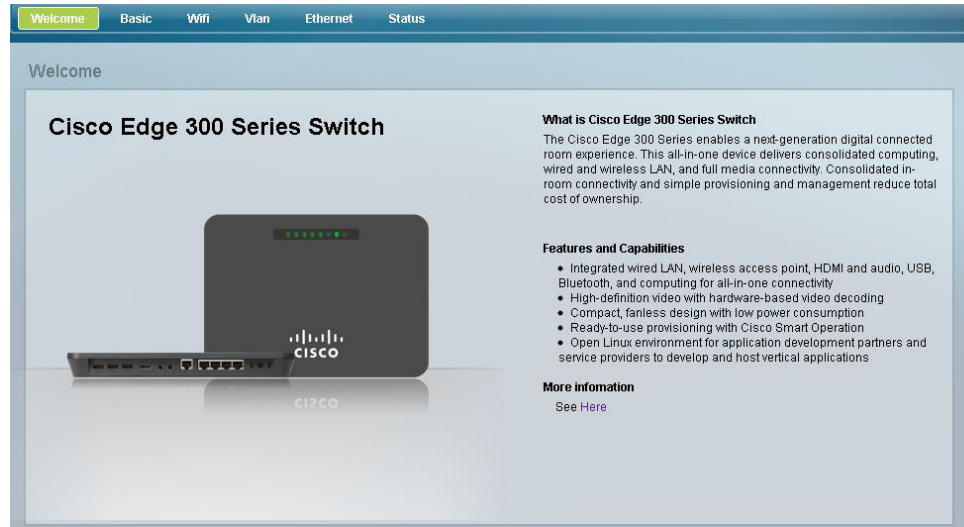 Welcome Basic Wifi Vlan Ethernet Status
Welcome
Cisco Edge 300 Series Switch
CISCO
What is Cisco Edge 300 Series Switch
The Cisco Edge 300 Series enables a next-generation digital connected
room experience. This all-in-one device delivers consolidated computing,
wired and wireless LAN, and full media connectivity. Consolidated in-
room connectivity and simple provisioning and management reduce total
cost of ownership.
Features and Capabilities
• Integrated wired LAN, wireless access point, HDMI and audio, USB,
Bluetooth, and computing for all-in-one connectivity
• High-definition video with hardware-based video decoding
• Compact, fanless design with low power consumption
• Ready-to-use provisioning with Cisco Smart Operation
• Open Linux environment for application development partners and
service providers to develop and host vertical applications
More infomation
See Here